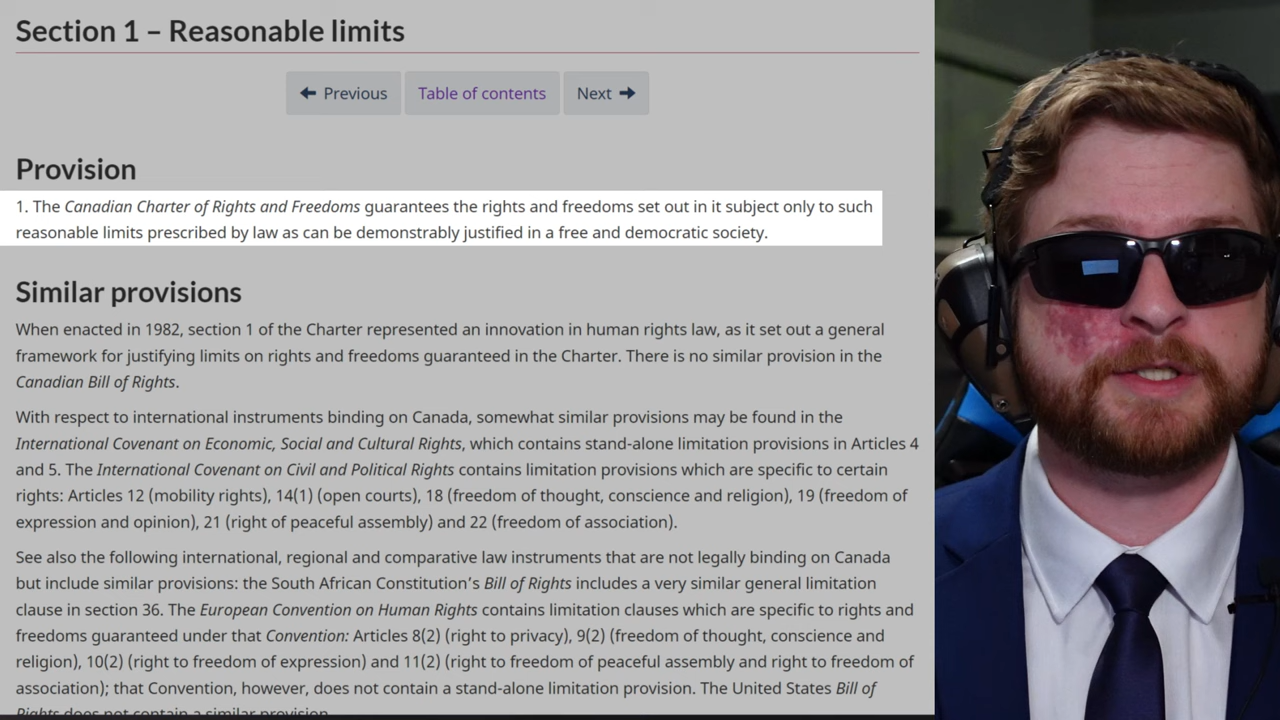 Section 1 – Reasonable limits
Previous
Table of contents
Next
Provision
1. The Canadian Charter of Rights and Freedoms guarantees the rights and freedoms set out in it subject only to such
reasonable limits prescribed by law as can be demonstrably justified in a free and democratic society.
Similar provisions
When enacted in 1982, section 1 of the Charter represented an innovation in human rights law, as it set out a general
framework for justifying limits on rights and freedoms guaranteed in the Charter. There is no similar provision in the
Canadian Bill of Rights.
With respect to international instruments binding on Canada, somewhat similar provisions may be found in the
International Covenant on Economic, Social and Cultural Rights, which contains stand-alone limitation provisions in Articles 4
and 5. The International Covenant on Civil and Political Rights contains limitation provisions which are specific to certain
rights: Articles 12 (mobility rights), 14(1) (open courts), 18 (freedom of thought, conscience and religion), 19 (freedom of
expression and opinion), 21 (right of peaceful assembly) and 22 (freedom of association).
See also the following international, regional and comparative law instruments that are not legally binding on Canada
but include similar provisions: the South African Constitution's Bill of Rights includes a very similar general limitation
clause in section 36. The European Convention on Human Rights contains limitation clauses which are specific to rights and
freedoms guaranteed under that Convention: Articles 8(2) (right to privacy), 9(2) (freedom of thought, conscience and
religion), 10(2) (right to freedom of expression) and 11(2) (right to freedom of peaceful assembly and right to freedom of
association); that Convention, however, does not contain a stand-alone limitation provision. The United States Bill of
Rights does not contain a similar provision.